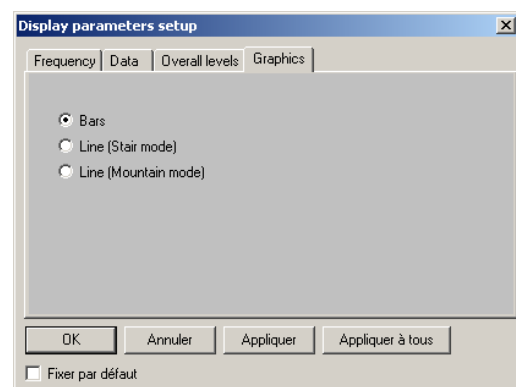 Display parameters setup
Frequency Data Overall levels Graphics
Bars
Line (Stair mode)
Line (Mountain mode)
OK Annuler Appliquer Appliquer à tous
Fixer par défaut